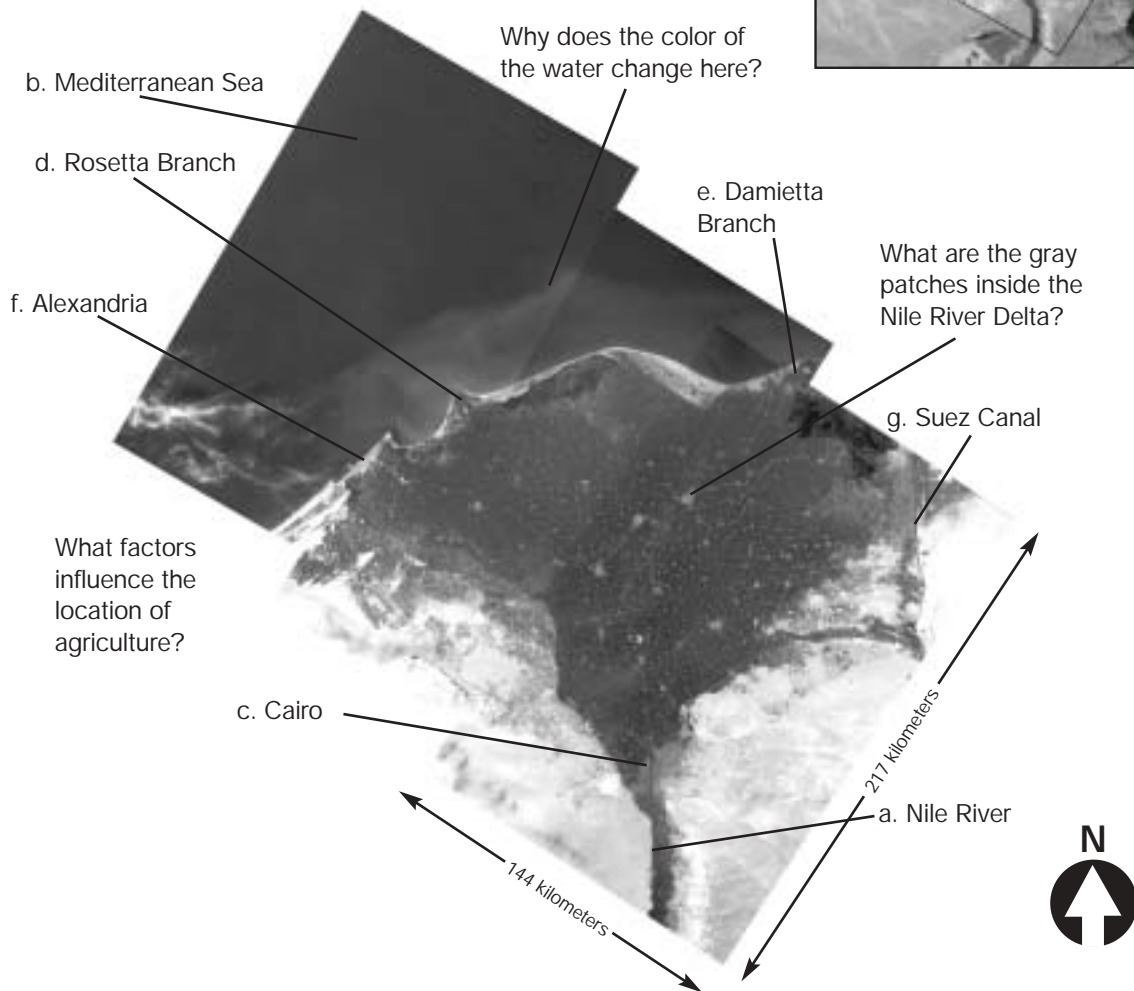 Why does the color of
the water change here?
b. Mediterranean Sea
d. Rosetta Branch
e. Damietta
Branch
What are the gray
patches inside the
Nile River Delta?
f. Alexandria
g. Suez Canal
What factors
influence the
location of
agriculture?
c. Cairo
217 kilometers
a. Nile River
144 kilometers
N